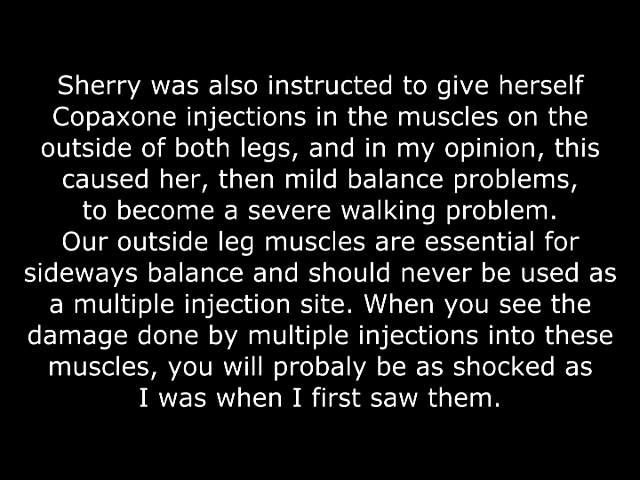 Sherry was also instructed to give herself
Copaxone injections in the muscles on the
outside of both legs, and in my opinion, this
caused her, then mild balance problems,
to become a severe walking problem.
Our outside leg muscles are essential for
sideways balance and should never be used as
a multiple injection site. When you see the
damage done by multiple injections into these
muscles, you will probaly be as shocked as
I was when I first saw them.